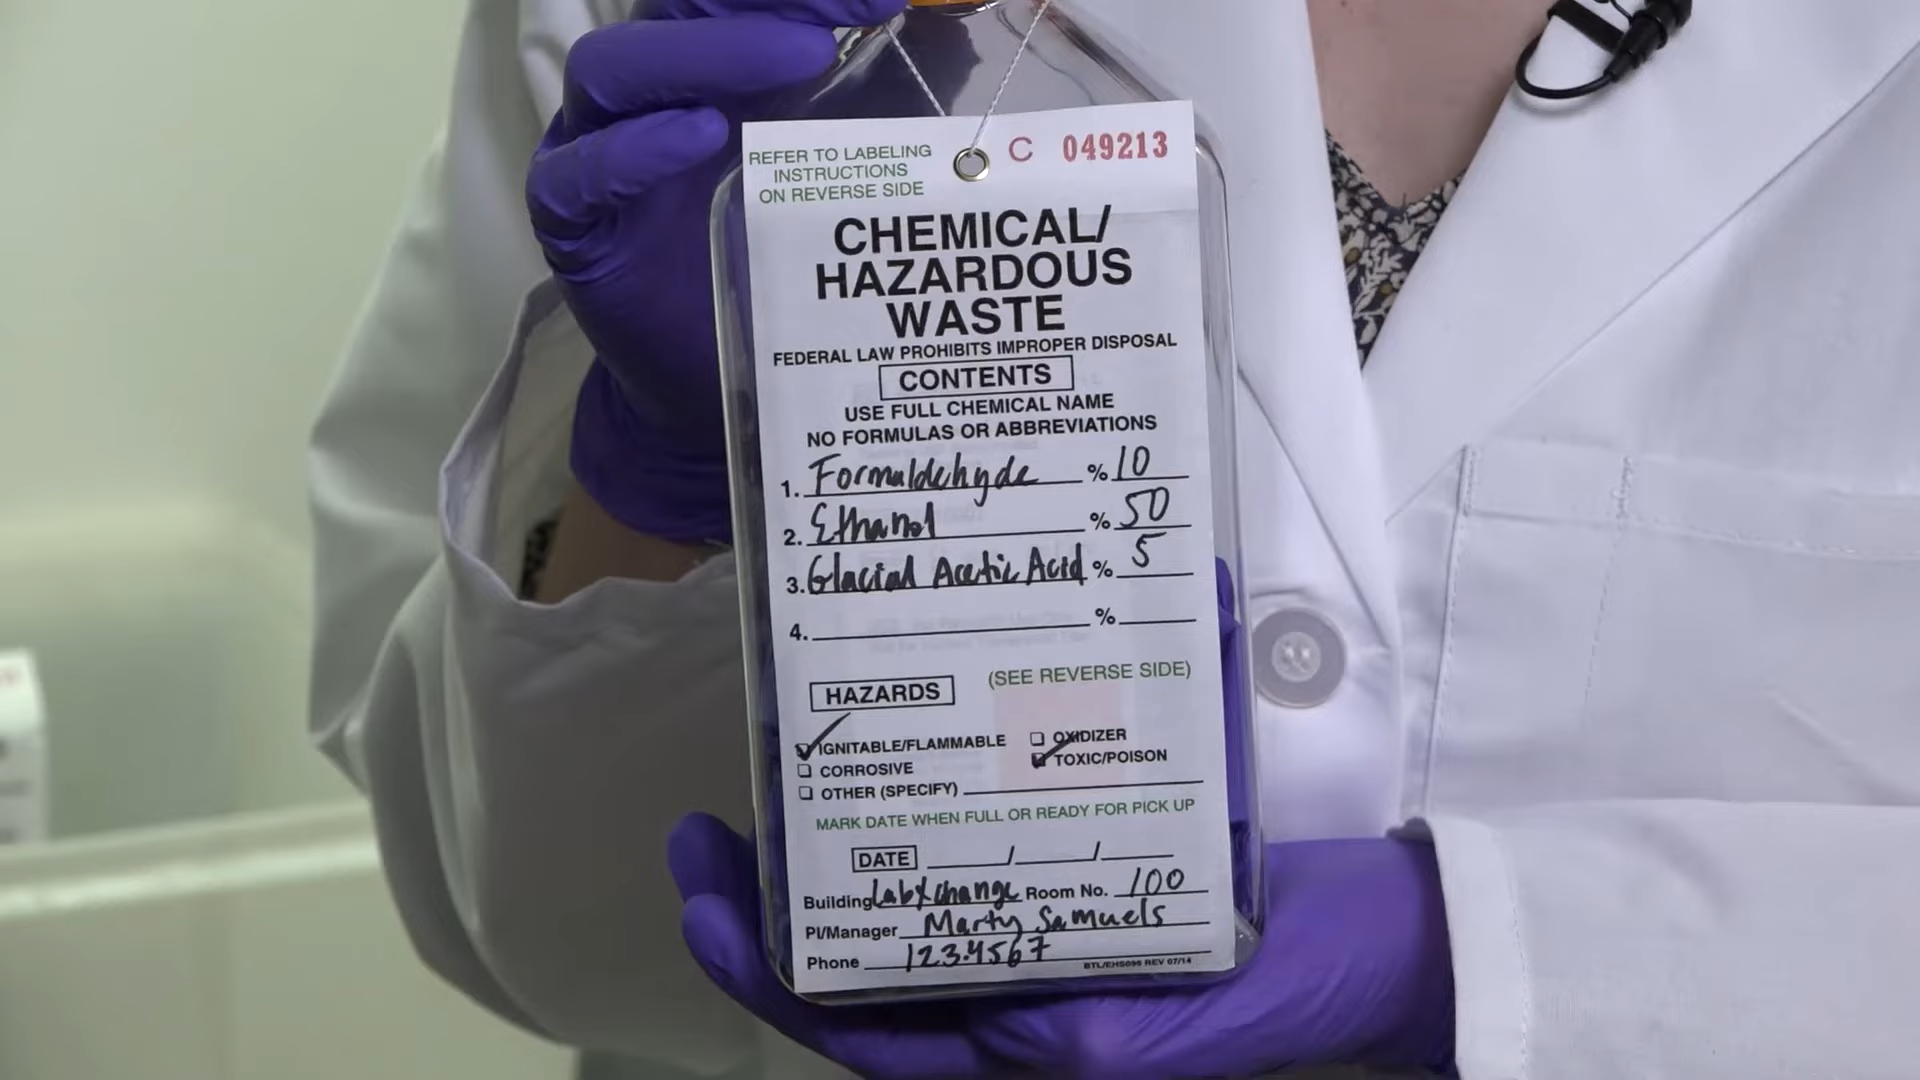 REFER TO LABELING
INSTRUCTIONS
ON REVERSE SIDE
C 049213
CHEMICAL/
HAZARDOUS
WASTE
FEDERAL LAW PROHIBITS IMPROPER DISPOSAL
CONTENTS
USE FULL CHEMICAL NAME
NO FORMULAS OR ABBREVIATIONS
1. Formaldehyde % 10
2. Ethanol % 50
3. Glacial Acetic Acid % 5
4. %
HAZARDS (SEE REVERSE SIDE)
IGNITABLE/FLAMMABLE OXIDIZER
CORROSIVE TOXIC/POISON
OTHER (SPECIFY)
MARK DATE WHEN FULL OR READY FOR PICK UP
DATE / /
Building LabXchange Room No. 100
PI/Manager Marty Samuels
Phone 123.4567
BTL/EHS095 REV 07/14